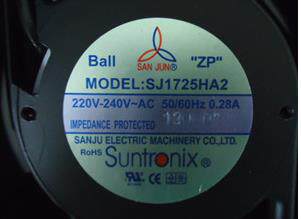 Ball SAN JUN® "ZP"
MODEL:SJ1725HA2
220V-240V~AC 50/60Hz 0.28A
IMPEDANCE PROTECTED
SANJU ELECTRIC MACHINERY CO.,LTD.
RoHS
Suntronix®